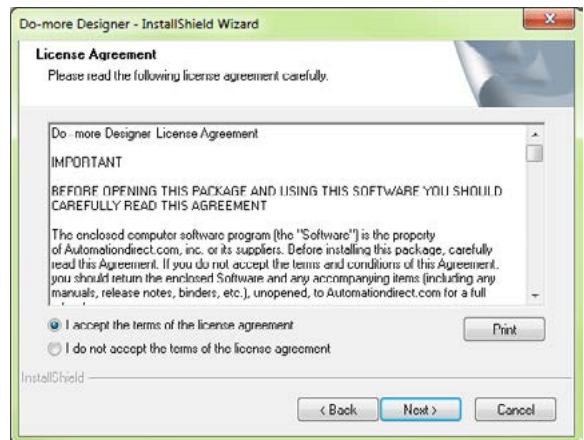 Do-more Designer - InstallShield Wizard
License Agreement
Please read the following license agreement carefully.
Do-more Designer License Agreement
IMPORTANT
BEFORE OPENING THIS PACKAGE AND USING THIS SOFTWARE YOU SHOULD
CAREFULLY READ THIS AGREEMENT
The enclosed computer software program (the "Software") is the property
of Automationdirect.com, inc. or its suppliers. Before installing this package, carefully
read this Agreement. If you do not accept the terms and conditions of this Agreement,
you should return the enclosed Software and any accompanying items (including any
manuals, release notes, binders, etc.), unopened, to Automationdirect.com for a full
I accept the terms of the license agreement
Print
I do not accept the terms of the license agreement
InstallShield
< Back
Next >
Cancel